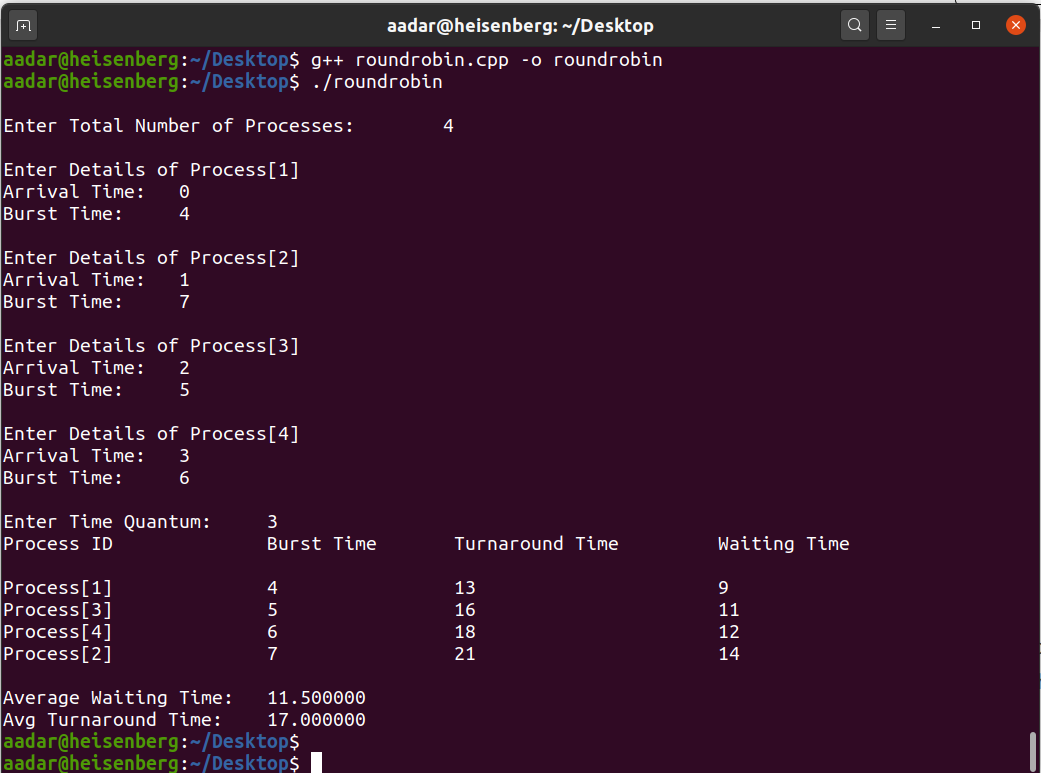 aadar@heisenberg: ~/Desktop
aadar@heisenberg:~/Desktop$ g++ roundrobin.cpp -o roundrobin
aadar@heisenberg:~/Desktop$ ./roundrobin
Enter Total Number of Processes: 4
Enter Details of Process[1]
Arrival Time: 0
Burst Time: 4
Enter Details of Process[2]
Arrival Time: 1
Burst Time: 7
Enter Details of Process[3]
Arrival Time: 2
Burst Time: 5
Enter Details of Process[4]
Arrival Time: 3
Burst Time: 6
Enter Time Quantum: 3
Process ID Burst Time Turnaround Time Waiting Time
Process[1] 4 13 9
Process[3] 5 16 11
Process[4] 6 18 12
Process[2] 7 21 14
Average Waiting Time: 11.500000
Avg Turnaround Time: 17.000000
aadar@heisenberg:~/Desktop$
aadar@heisenberg:~/Desktop$